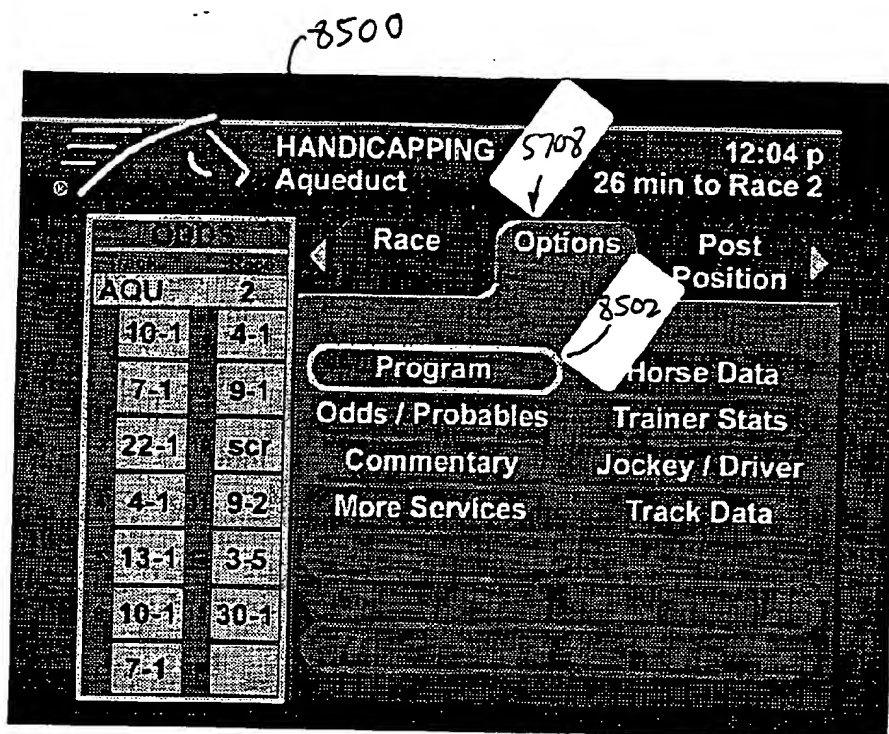 8500
HANDICAPPING
Aqueduct
5708
12:04 p
26 min to Race 2
®
ODDS
AQU 2
10-1 4-1
7-1 9-1
22-1 scr
4-1 9-2
13-1 3-5
10-1 30-1
7-1
Race
Options
Post
Position
8502
Program
Horse Data
Odds / Probables
Trainer Stats
Commentary
Jockey / Driver
More Services
Track Data